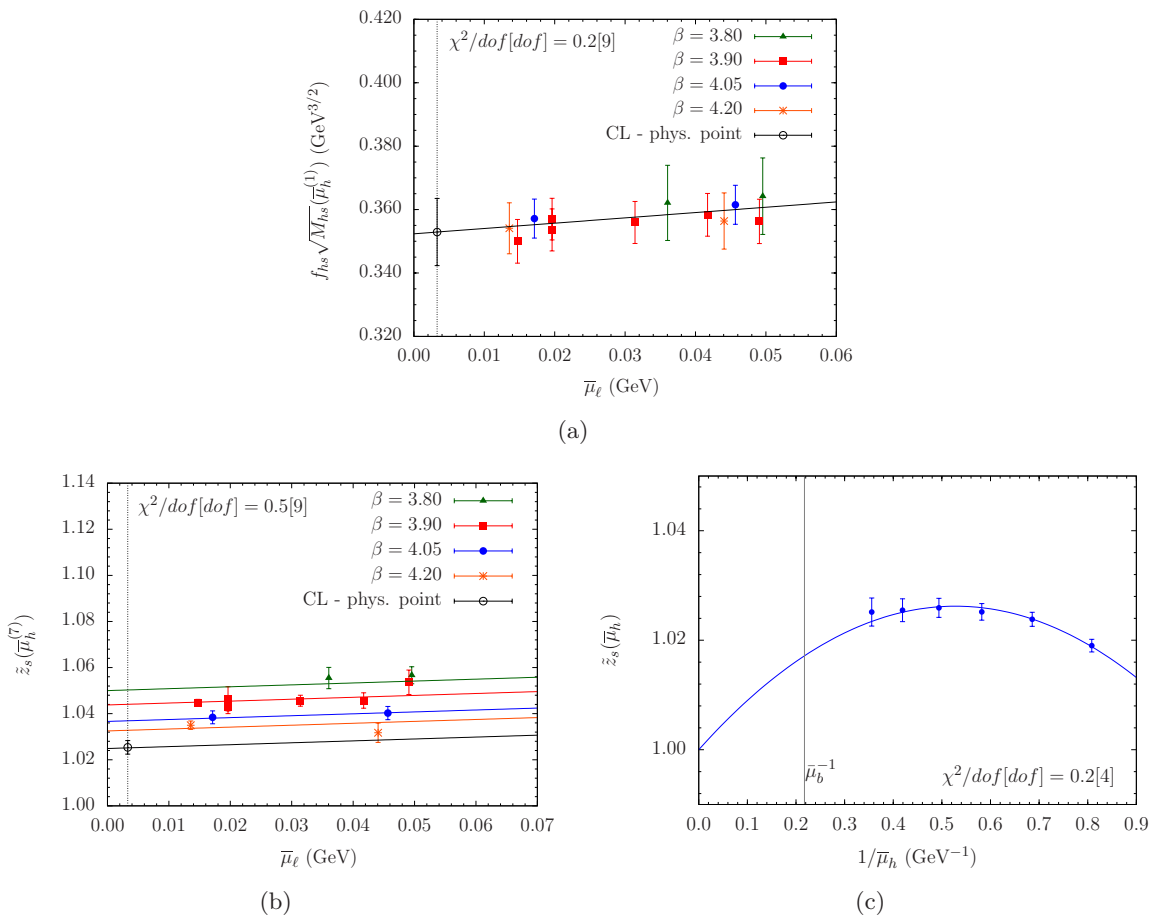 χ²/dof[dof] = 0.2[9]
β = 3.80
β = 3.90
β = 4.05
β = 4.20
CL - phys. point
f_{hs}√M_{hs}(μ̅_h^{(1)}) (GeV^{3/2})
0.420
0.400
0.380
0.360
0.340
0.320
0.00 0.01 0.02 0.03 0.04 0.05 0.06
μ̅_ℓ (GeV)
(a)
χ²/dof[dof] = 0.5[9]
β = 3.80
β = 3.90
β = 4.05
β = 4.20
CL - phys. point
z̃_s(μ̅_h^{(7)})
1.14
1.12
1.10
1.08
1.06
1.04
1.02
1.00
0.00 0.01 0.02 0.03 0.04 0.05 0.06 0.07
μ̅_ℓ (GeV)
(b)
z̃_s(μ̅_h)
1.04
1.02
1.00
μ̄_b^{-1}
χ²/dof[dof] = 0.2[4]
0.0 0.1 0.2 0.3 0.4 0.5 0.6 0.7 0.8 0.9
1/μ̅_h (GeV^{-1})
(c)